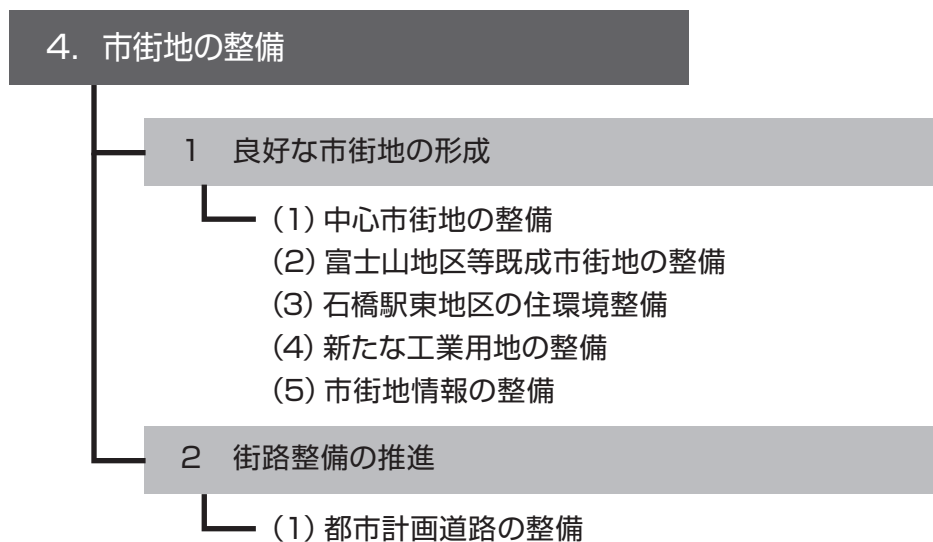 4. 市街地の整備
1 良好な市街地の形成
(1) 中心市街地の整備
(2) 富士山地区等既成市街地の整備
(3) 石橋駅東地区の住環境整備
(4) 新たな工業用地の整備
(5) 市街地情報の整備
2 街路整備の推進
(1) 都市計画道路の整備